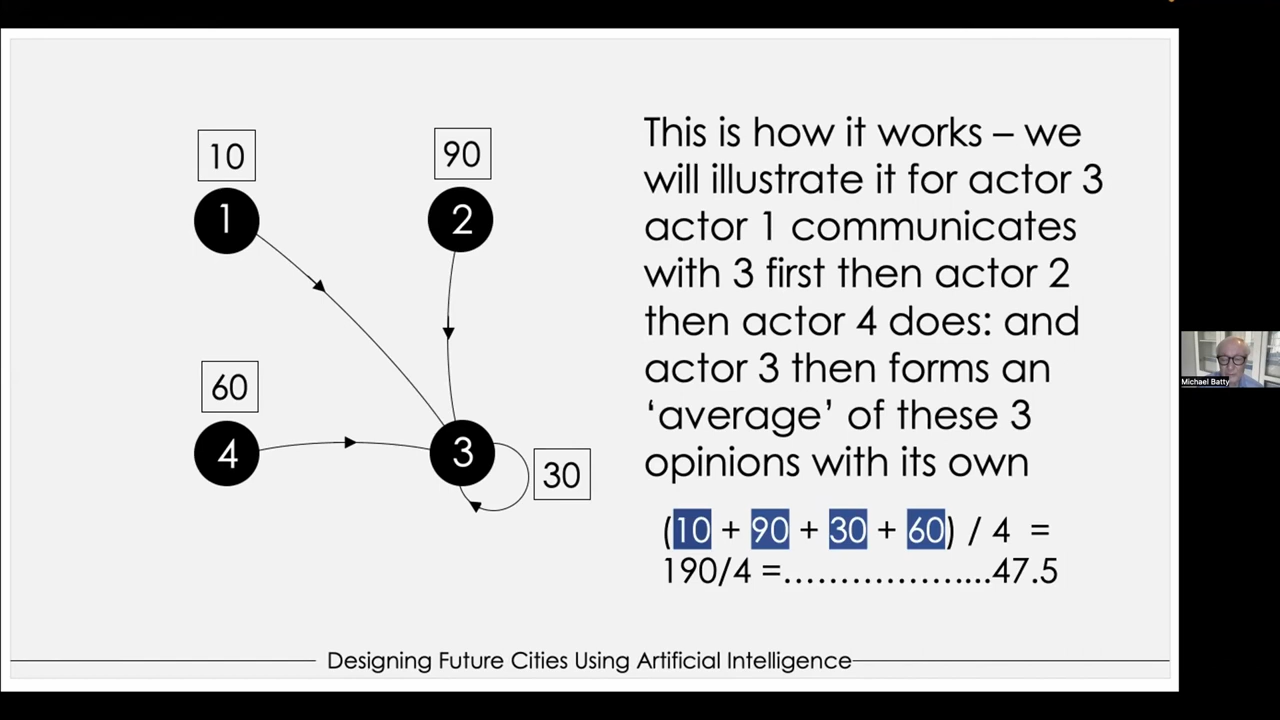 10
90
1
2
60
4
3
30
This is how it works – we
will illustrate it for actor 3
actor 1 communicates
with 3 first then actor 2
then actor 4 does: and
actor 3 then forms an
‘average’ of these 3
opinions with its own
(10 + 90 + 30 + 60) / 4 =
190/4 =.....................47.5
Designing Future Cities Using Artificial Intelligence
Michael Batty